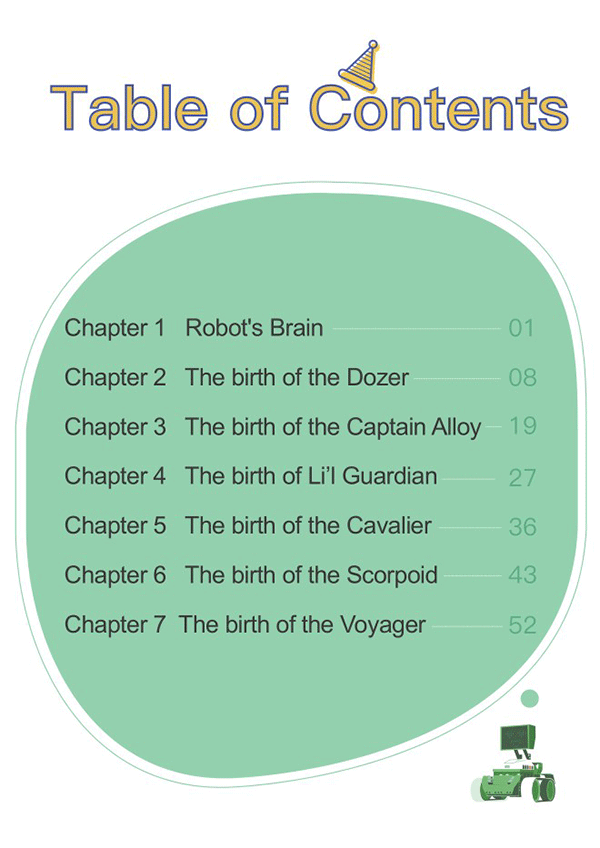 Table of Contents
Chapter 1 Robot's Brain 01
Chapter 2 The birth of the Dozer 08
Chapter 3 The birth of the Captain Alloy 19
Chapter 4 The birth of Li’l Guardian 27
Chapter 5 The birth of the Cavalier 36
Chapter 6 The birth of the Scorpoid 43
Chapter 7 The birth of the Voyager 52